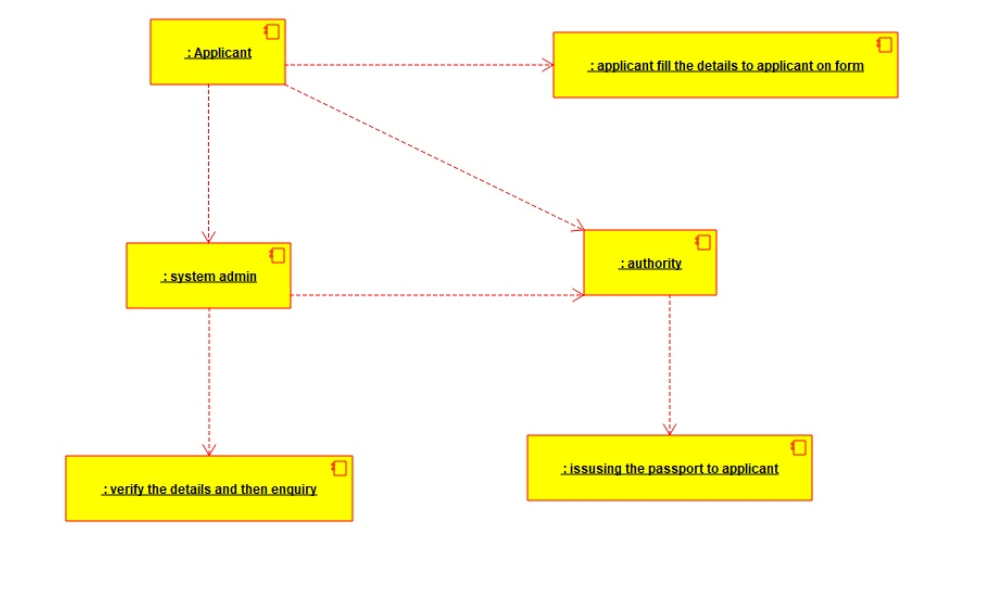 : Applicant
: applicant fill the details to applicant on form
: system admin
: authority
: verify the details and then enquiry
: issusing the passport to applicant